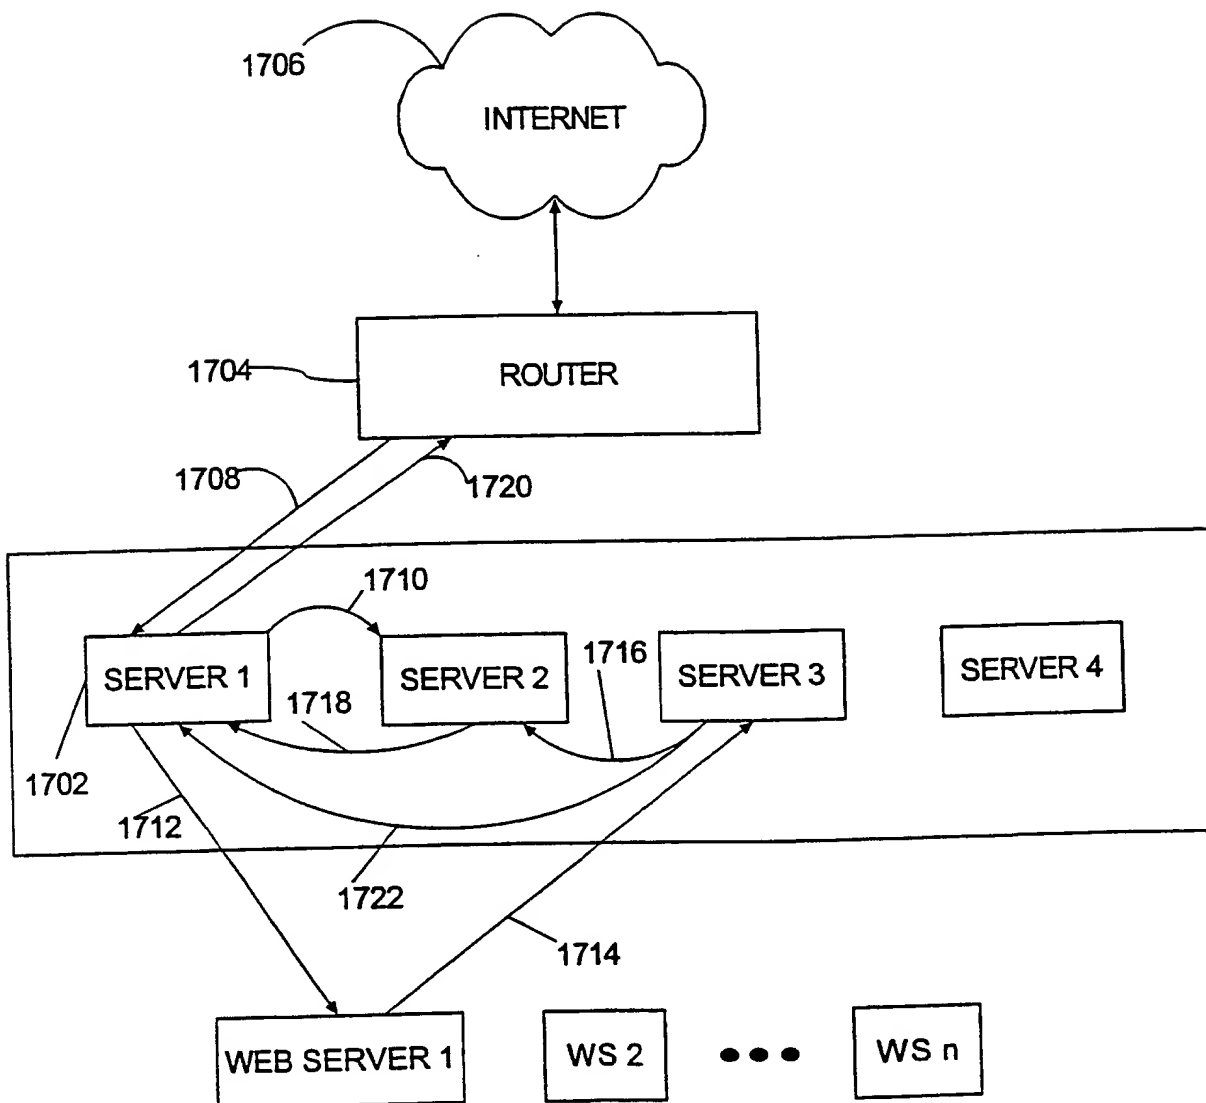 1706
INTERNET
1704
ROUTER
1708
1720
1710
SERVER 1
SERVER 2
1716
SERVER 3
SERVER 4
1718
1702
1712
1722
1714
WEB SERVER 1
WS 2
WS n